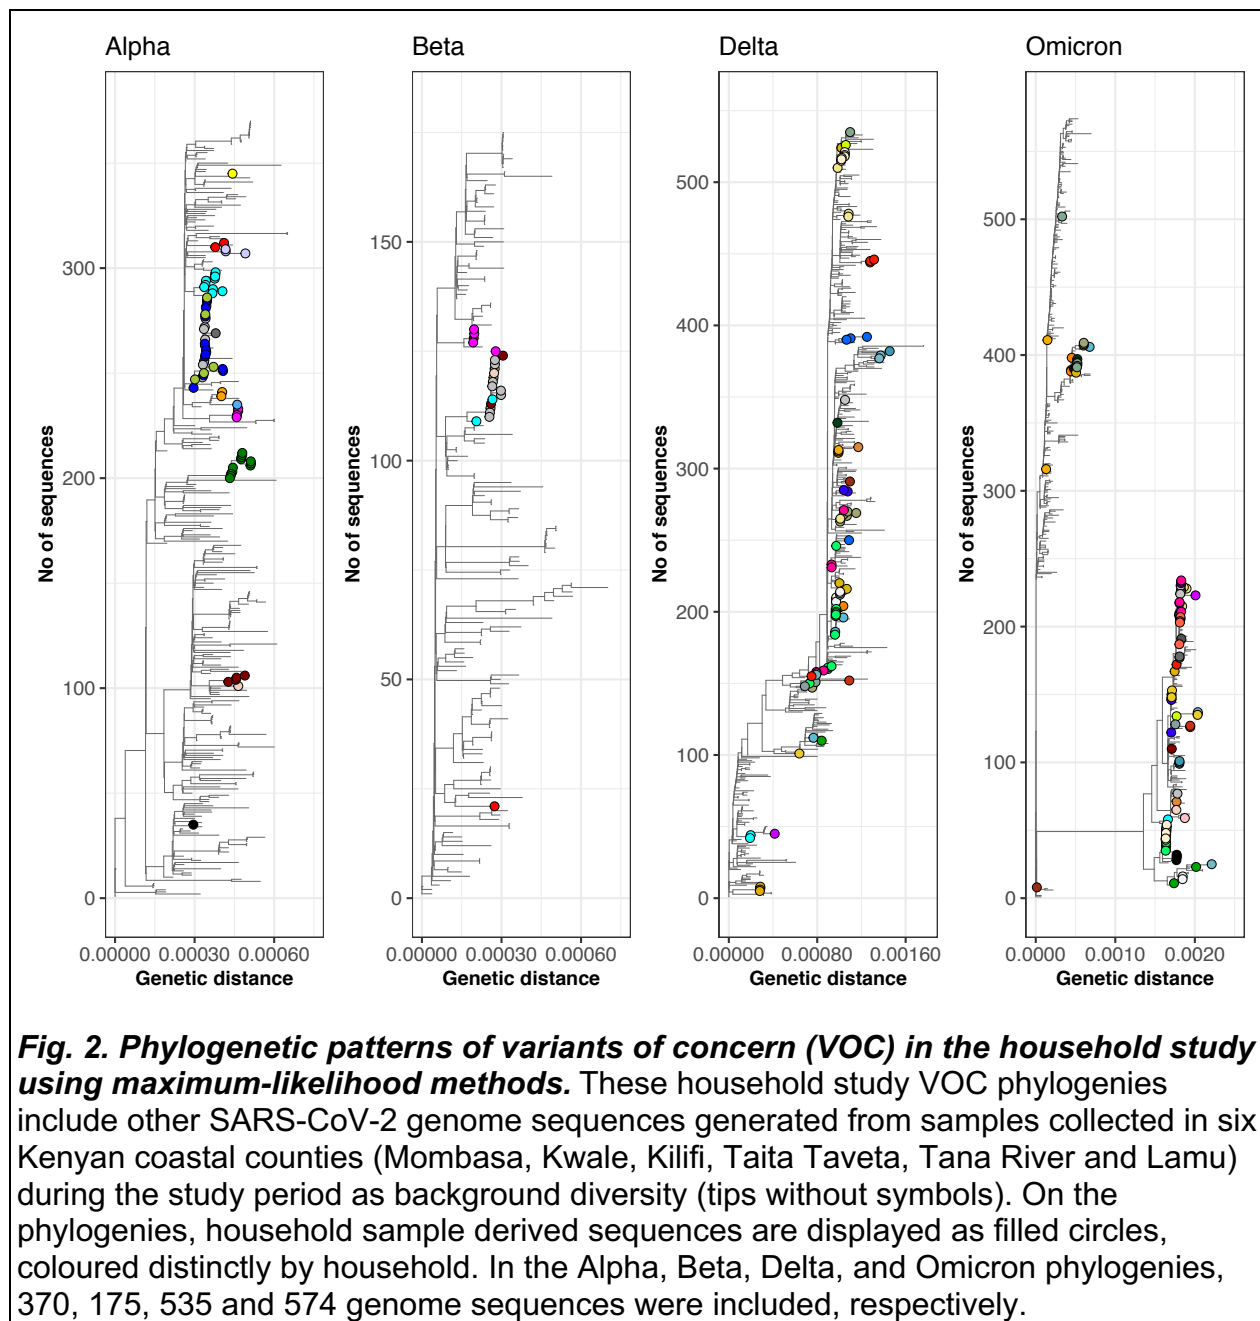 Alpha
Beta
Delta
Omicron
No of sequences
300
200
100
0
0.00000 0.00030 0.00060
Genetic distance
No of sequences
150
100
50
0
0.00000 0.00030 0.00060
Genetic distance
No of sequences
500
400
300
200
100
0
0.00000 0.00080 0.00160
Genetic distance
No of sequences
500
400
300
200
100
0
0.0000 0.0010 0.0020
Genetic distance
Fig. 2. Phylogenetic patterns of variants of concern (VOC) in the household study
using maximum-likelihood methods. These household study VOC phylogenies
include other SARS-CoV-2 genome sequences generated from samples collected in six
Kenyan coastal counties (Mombasa, Kwale, Kilifi, Taita Taveta, Tana River and Lamu)
during the study period as background diversity (tips without symbols). On the
phylogenies, household sample derived sequences are displayed as filled circles,
coloured distinctly by household. In the Alpha, Beta, Delta, and Omicron phylogenies,
370, 175, 535 and 574 genome sequences were included, respectively.